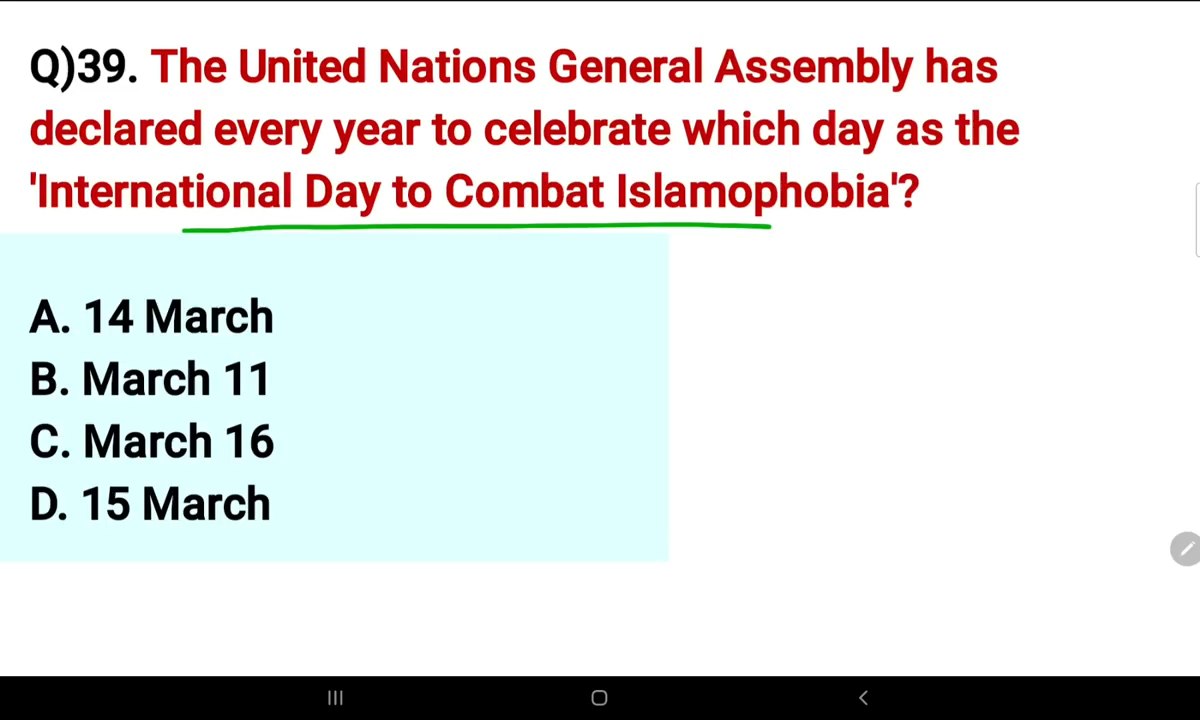 Q)39. The United Nations General Assembly has
declared every year to celebrate which day as the
'International Day to Combat Islamophobia'?
A. 14 March
B. March 11
C. March 16
D. 15 March